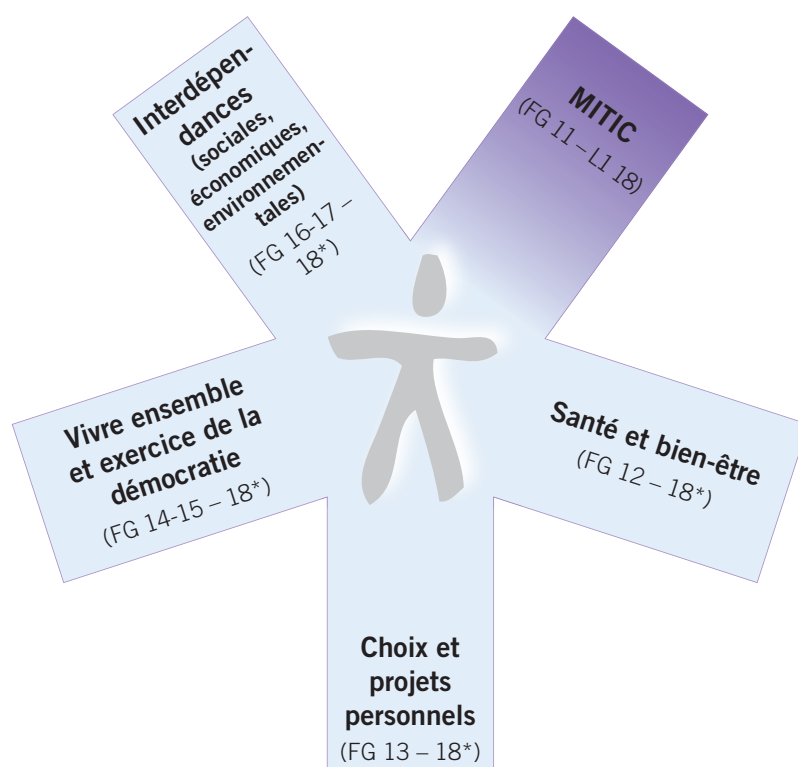 Interdépen-
dances
(sociales,
économiques,
environnemen-
tales)
(FG 16-17 –
18*)
MITIC
(FG 11 – L1 18)
Vivre ensemble
et exercice de la
démocratie
(FG 14-15 – 18*)
Santé et bien-être
(FG 12 – 18*)
Choix et
projets
personnels
(FG 13 – 18*)